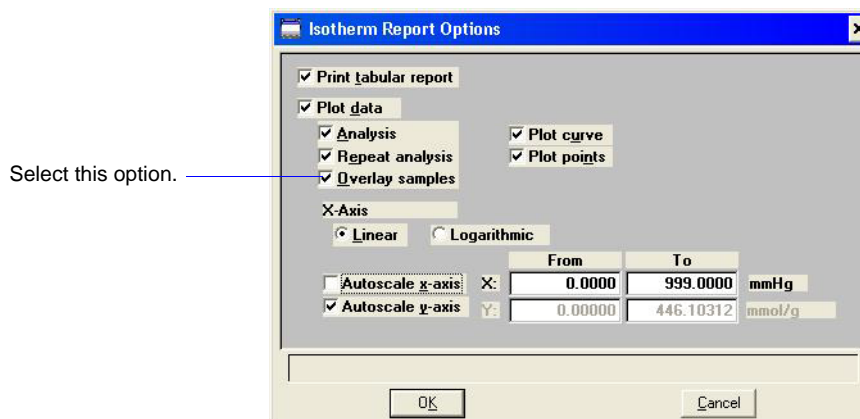 Isotherm Report Options
Print tabular report
Plot data
Analysis
Plot curve
Repeat analysis
Plot points
Select this option.
Overlay samples
X-Axis
Linear
Logarithmic
From To
Autoscale x-axis X: 0.0000 999.0000 mmHg
Autoscale y-axis Y: 0.00000 446.10312 mmol/g
OK
Cancel